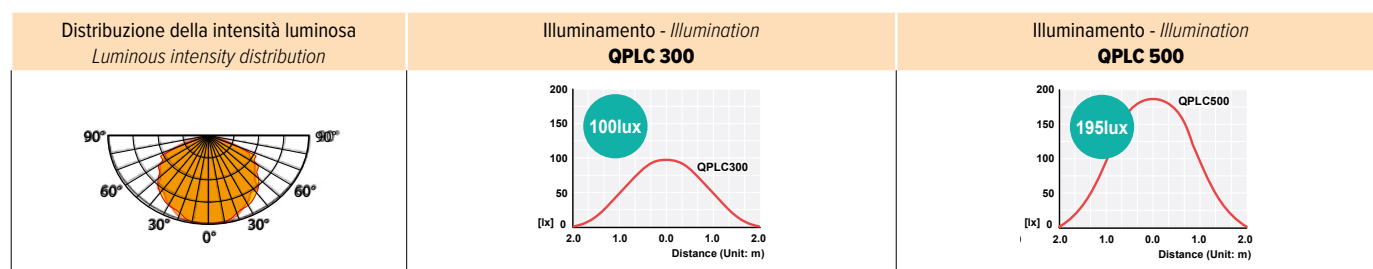 Distribuzione della intensità luminosa
Luminous intensity distribution
Illuminamento - Illumination
QPLC 300
Illuminamento - Illumination
QPLC 500
90°
90°
60°
60°
30°
30°
0°
200
150
100
50
[lx] 0
100lux
QPLC300
2.0 1.0 0.0 1.0 2.0
Distance (Unit: m)
200
150
100
50
[lx] 0
195lux
QPLC500
2.0 1.0 0.0 1.0 2.0
Distance (Unit: m)